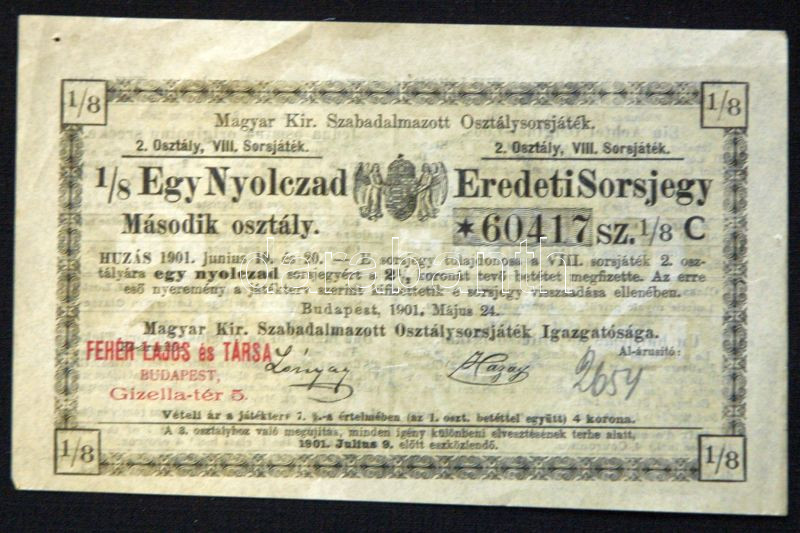 1/8 1/8
Magyar Kir. Szabadalmazott Osztálysorsjáték.
2. Osztály, VIII. Sorsjáték. 2. Osztály, VIII. Sorsjáték.
1/8 Egy Nyolczad Eredeti Sorsjegy
Második osztály. *60417 SZ. 1/8 C
HUZÁS 1901. junius 19. és 20. — E sorsjegy tulajdonosa a VIII. sorsjáték 2. osz-
tályára egy nyolczad sorsjegyért a koronát tevő betétet megfizette. Az erre
eső nyeremény a játékterv szerint kifizettetik e sorsjegy visszaadása ellenében.
Budapest, 1901. Május 24.
Magyar Kir. Szabadalmazott Osztálysorsjáték Igazgatósága.
FEHÉR LAJOS és TÁRSA
BUDAPEST,
Gizella-tér 5.
Al-árusitó:
2654
Vételi ár a játékterv 7. §-a értelmében (az 1. oszt. betéttel együtt) 4 korona.
A 3. osztályhoz való megujitás, minden igény különbeni elvesztésének terhe alatt,
1901. Julius 9. előtt eszközlendő.
1/8 1/8